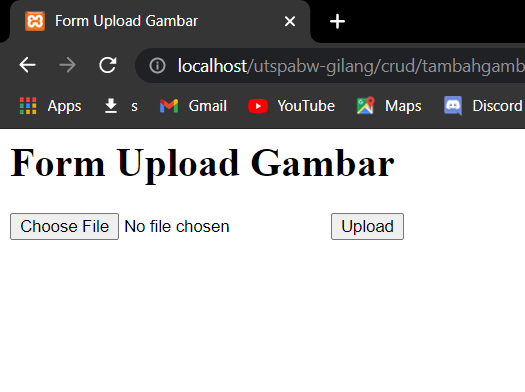 Form Upload Gambar
localhost/utspabw-gilang/crud/tambahgamb
Apps s Gmail YouTube Maps Discord
Form Upload Gambar
Choose File No file chosen Upload